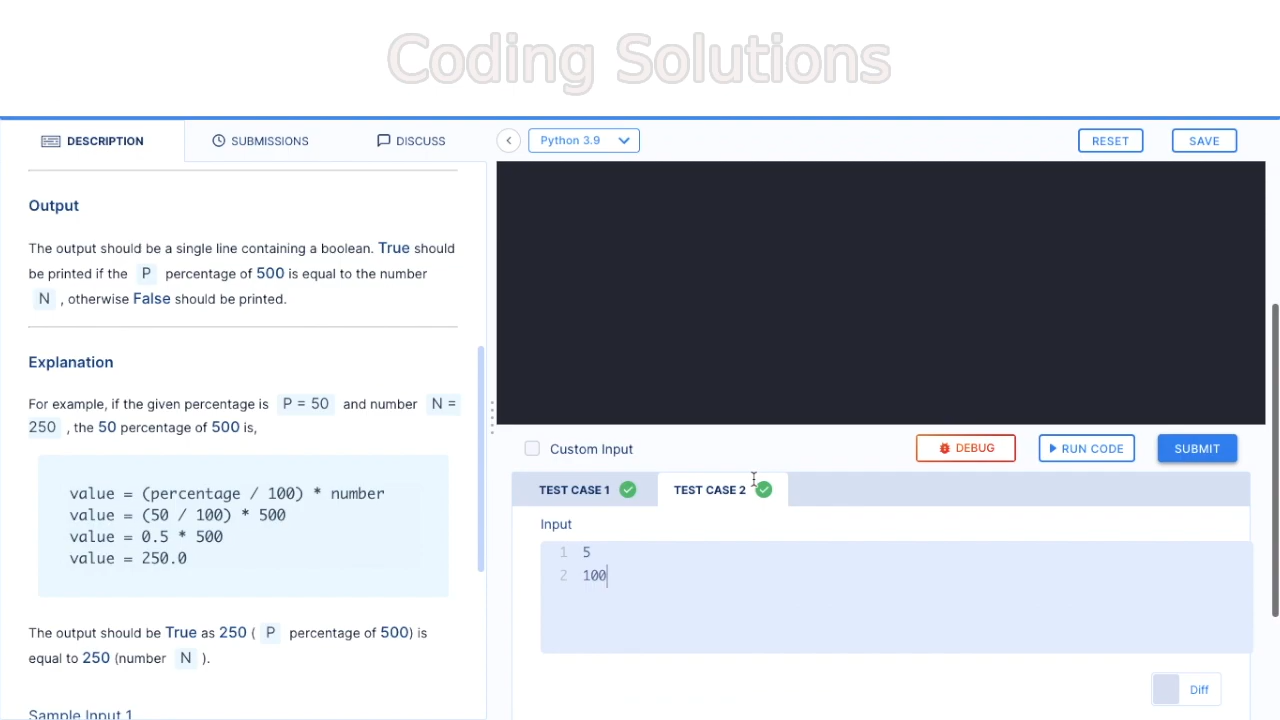 Coding Solutions
DESCRIPTION
SUBMISSIONS
DISCUSS
Python 3.9
RESET
SAVE
Output
The output should be a single line containing a boolean. True should
be printed if the P percentage of 500 is equal to the number
N , otherwise False should be printed.
Explanation
For example, if the given percentage is P = 50 and number N =
250 , the 50 percentage of 500 is,
value = (percentage / 100) * number
value = (50 / 100) * 500
value = 0.5 * 500
value = 250.0
The output should be True as 250 ( P percentage of 500) is
equal to 250 (number N ).
Sample Input 1
Custom Input
DEBUG
RUN CODE
SUBMIT
TEST CASE 1
TEST CASE 2
Input
1 5
2 100
Diff